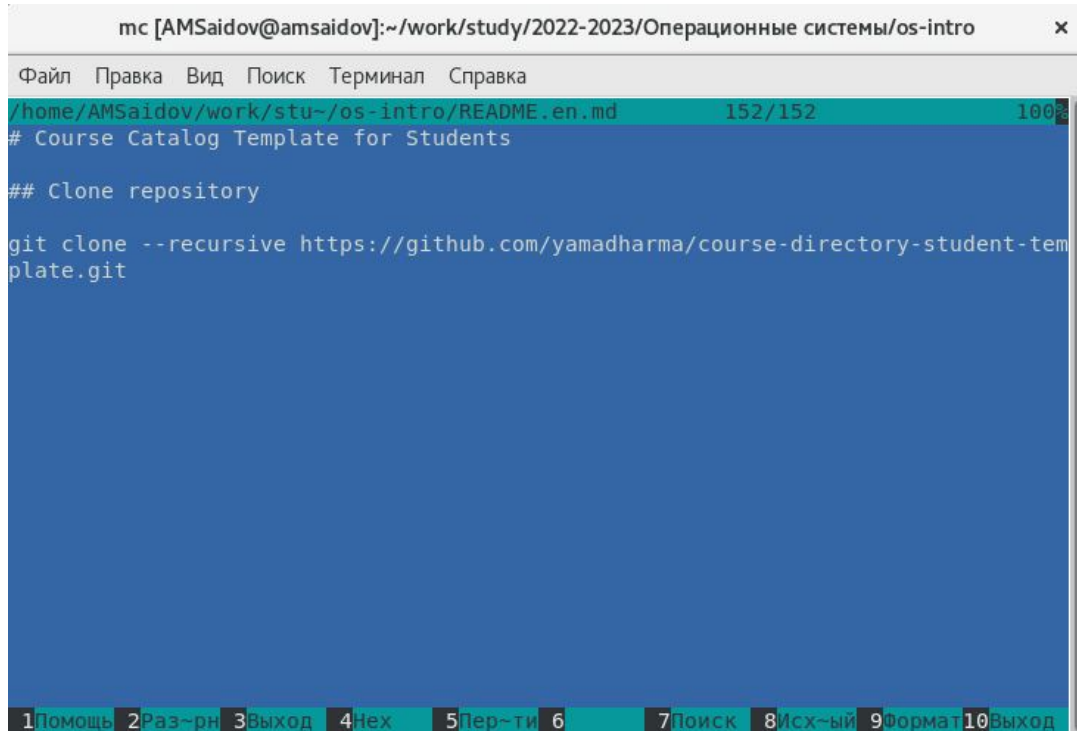 mc [AMSaidov@amsaidov]:~/work/study/2022-2023/Операционные системы/os-intro ×
Файл Правка Вид Поиск Терминал Справка
/home/AMSaidov/work/stu~/os-intro/README.en.md 152/152 100%
# Course Catalog Template for Students
## Clone repository
git clone --recursive https://github.com/yamadharma/course-directory-student-tem
plate.git
1Помощь 2Раз~рн 3Выход 4Hex 5Пер~ти 6 7Поиск 8Исх~ый 9Формат 10Выход